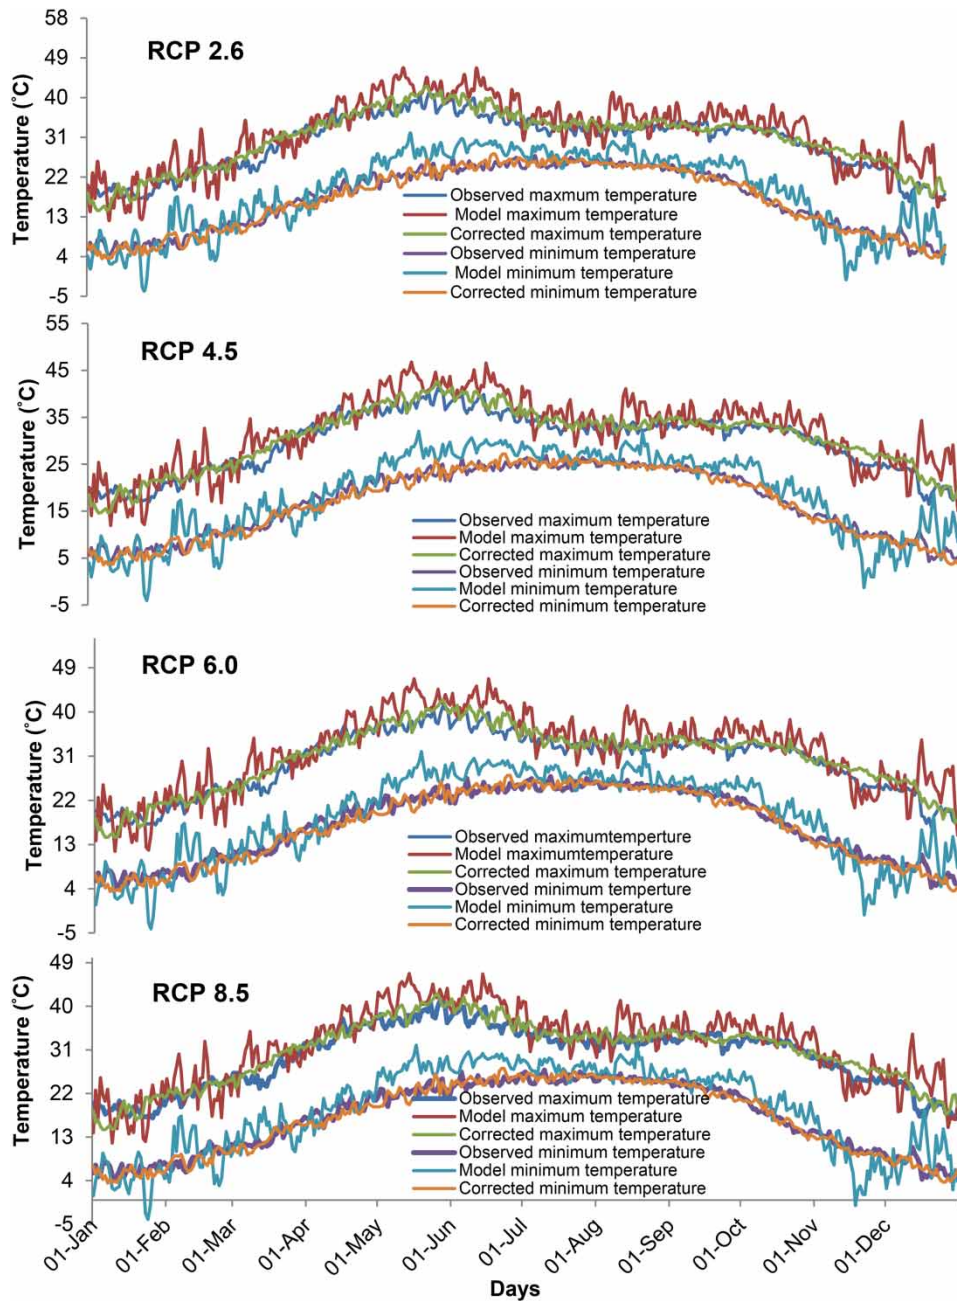 58
RCP 2.6
49
40
31
22
13
4
-5
Temperature (˚C)
Observed maxmum temperature
Model maximum temperature
Corrected maximum temperature
Observed minimum temperature
Model minimum temperature
Corrected minimum temperature
55
RCP 4.5
45
35
25
15
5
-5
Temperature (˚C)
Observed maximum temperature
Model maximum temperature
Corrected maximum temperature
Observed minimum temperature
Model minimum temperature
Corrected minimum temperature
RCP 6.0
49
40
31
22
13
4
-5
Temperature (˚C)
Observed maximumtemperture
Model maximumtemperature
Corrected maximum temperature
Observed minimum temperture
Model minimum temperature
Corrected minimum temperature
49
RCP 8.5
40
31
22
13
4
-5
Temperature (˚C)
Observed maximum temperature
Model maximum temperature
Corrected maximum temperature
Observed minimum temperature
Model minimum temperature
Corrected minimum temperature
01-Jan
01-Feb
01-Mar
01-Apr
01-May
01-Jun
01-Jul
01-Aug
01-Sep
01-Oct
01-Nov
01-Dec
Days